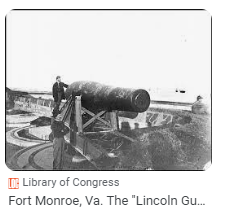 Library of Congress
Fort Monroe, Va. The "Lincoln Gu...